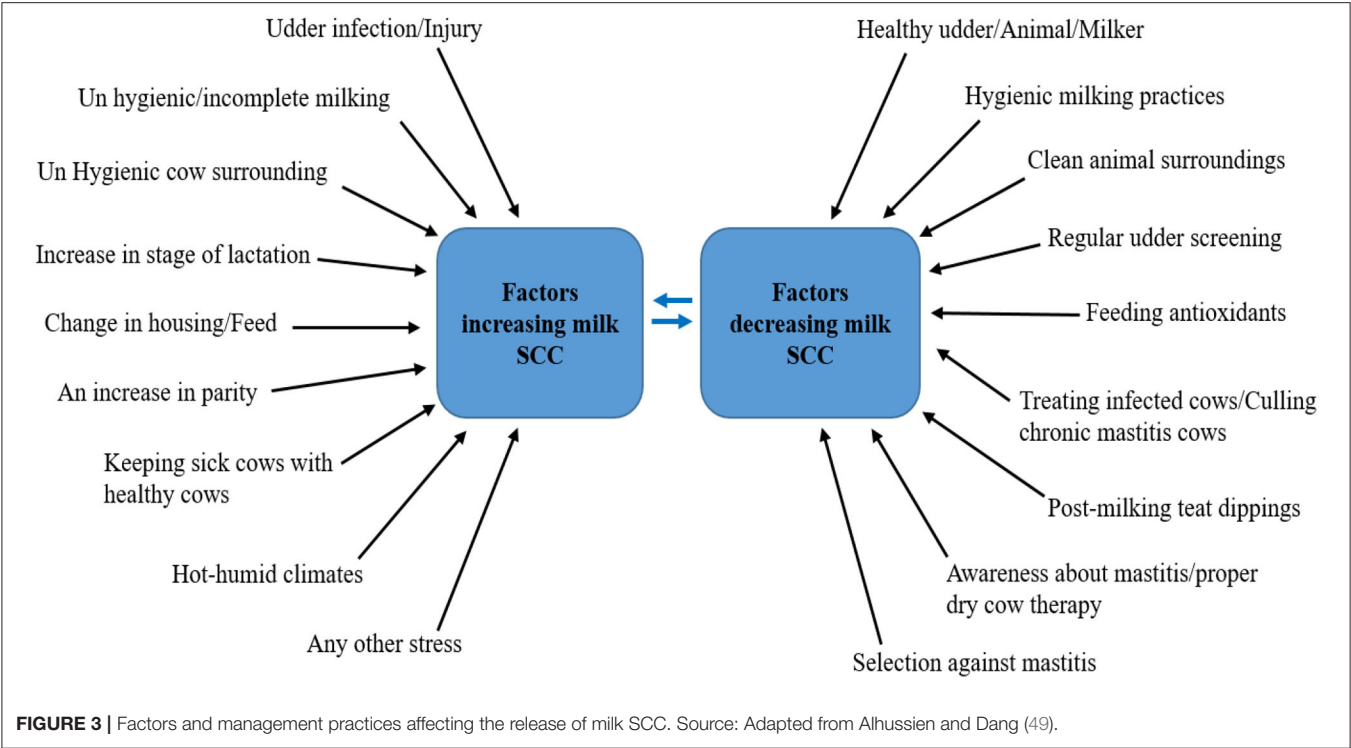 Udder infection/Injury
Un hygienic/incomplete milking
Un Hygienic cow surrounding
Increase in stage of lactation
Change in housing/Feed
An increase in parity
Keeping sick cows with
healthy cows
Hot-humid climates
Any other stress
Factors
increasing milk
SCC
Factors
decreasing milk
SCC
Healthy udder/Animal/Milker
Hygienic milking practices
Clean animal surroundings
Regular udder screening
Feeding antioxidants
Treating infected cows/Culling
chronic mastitis cows
Post-milking teat dippings
Awareness about mastitis/proper
dry cow therapy
Selection against mastitis
FIGURE 3 | Factors and management practices affecting the release of milk SCC. Source: Adapted from Alhussien and Dang (49).